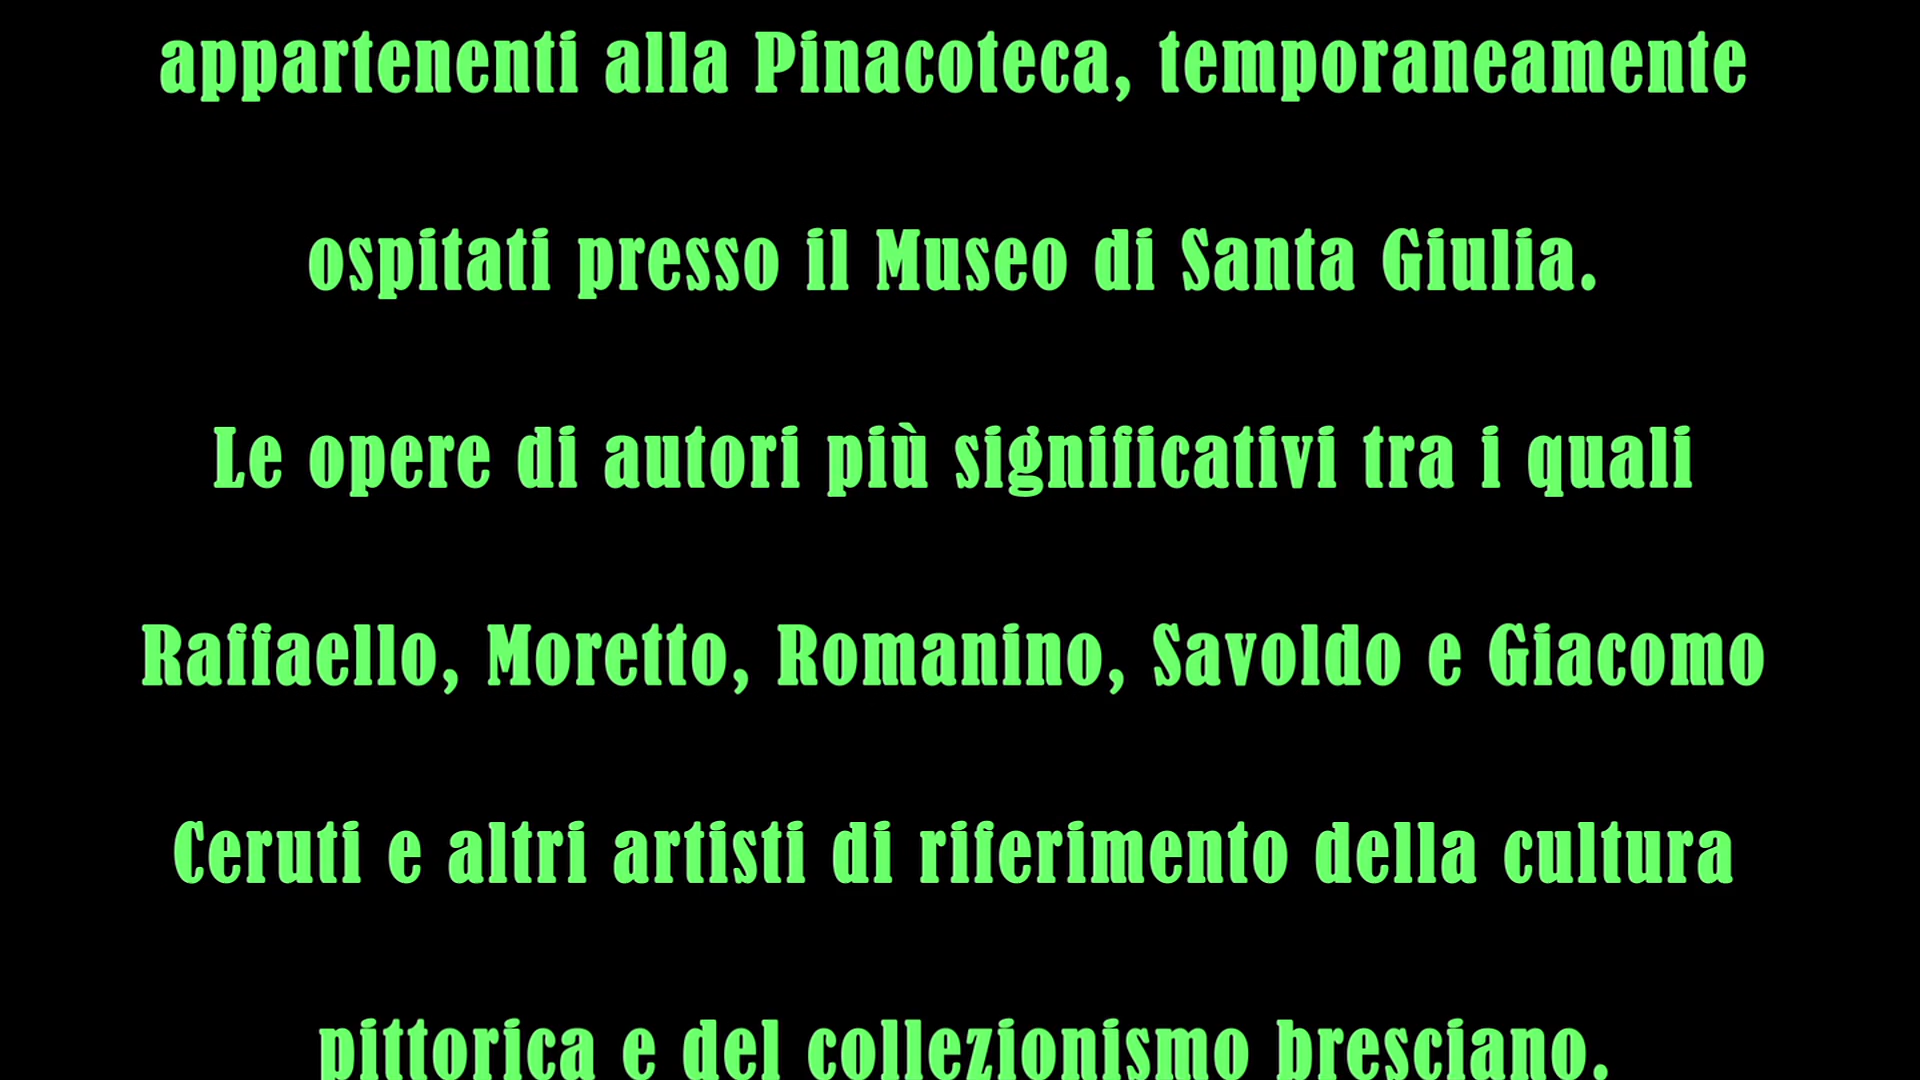 appartenenti alla Pinacoteca, temporaneamente
ospitati presso il Museo di Santa Giulia.
Le opere di autori più significativi tra i quali
Raffaello, Moretto, Romanino, Savoldo e Giacomo
Ceruti e altri artisti di riferimento della cultura
pittorica e del collezionismo bresciano.